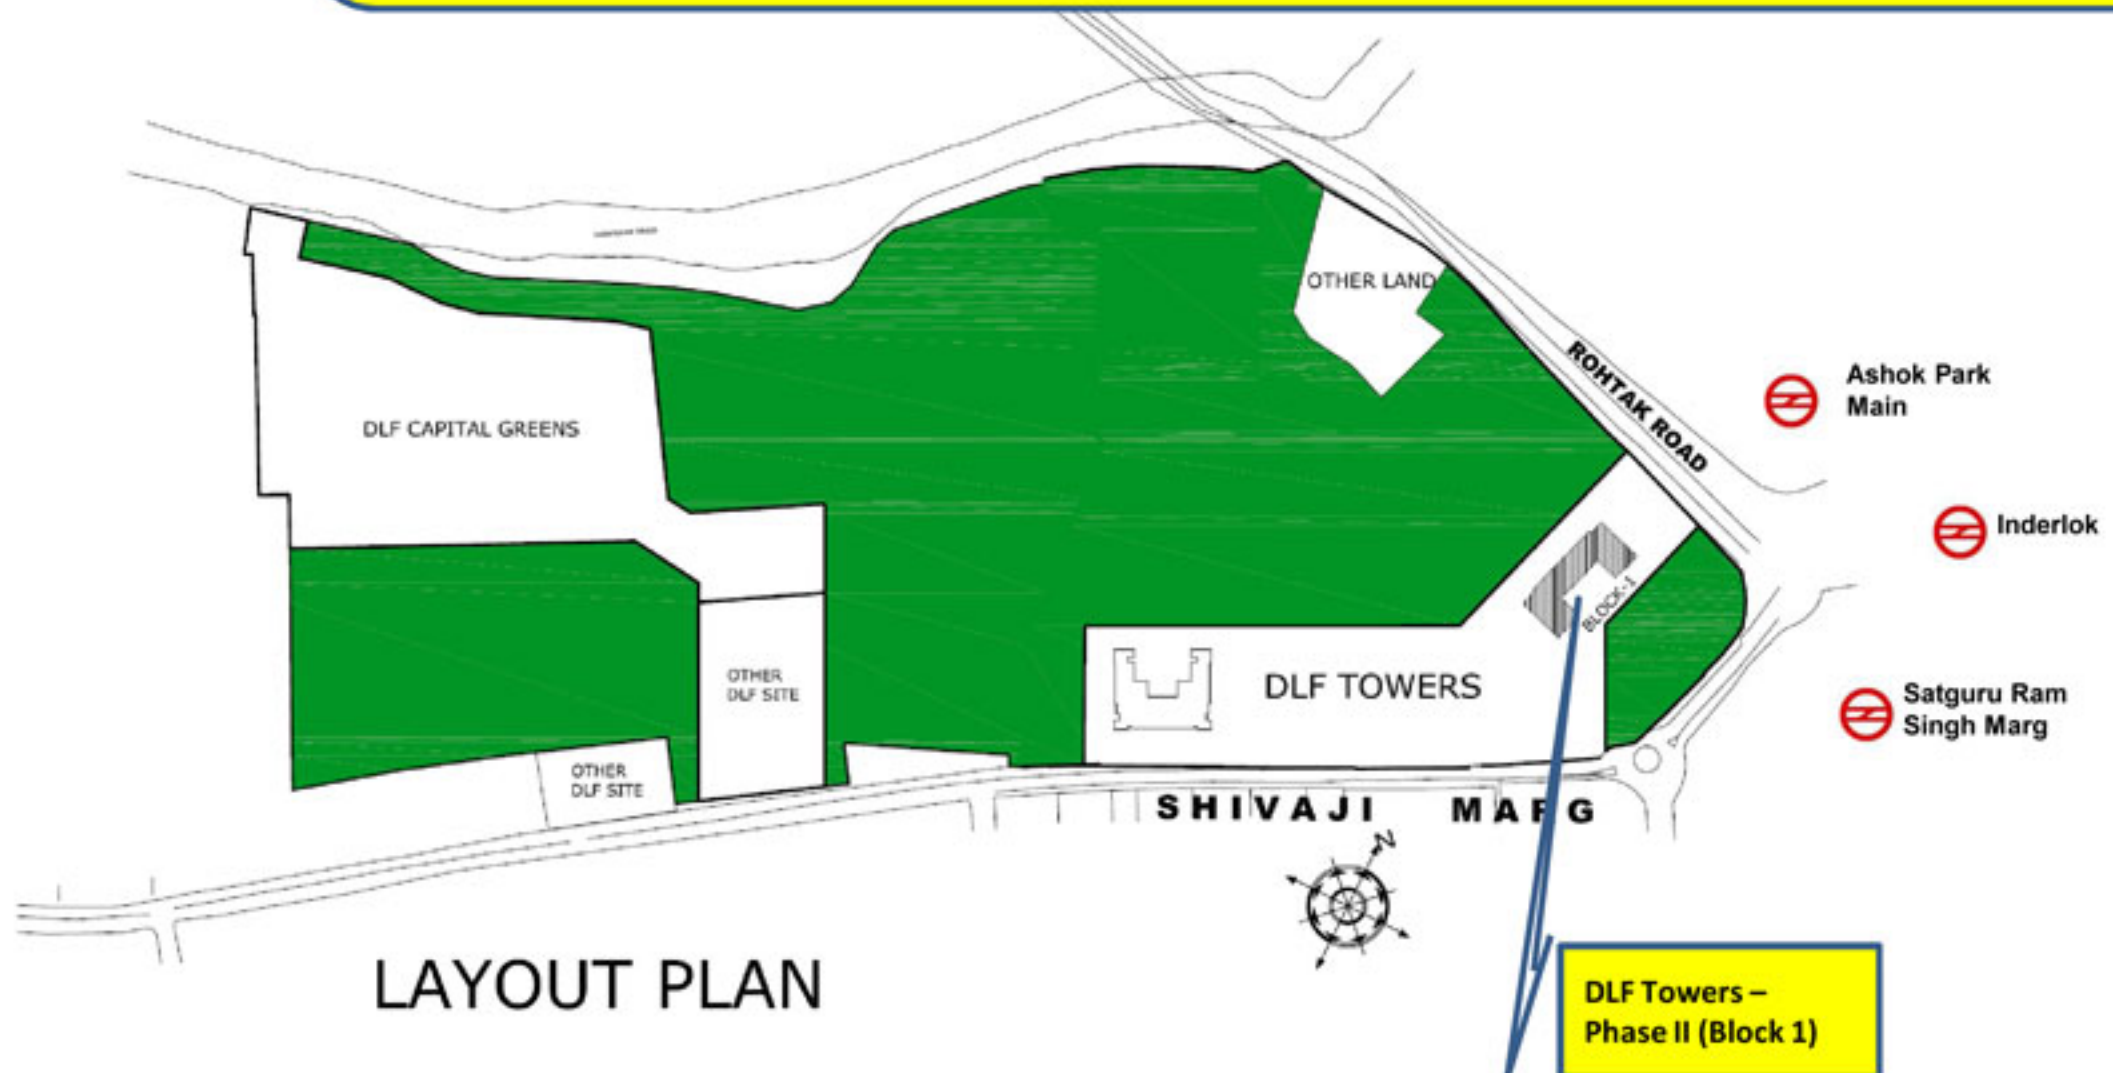 OTHER LAND
ROHTAK ROAD
Ashok Park
Main
DLF CAPITAL GREENS
Inderlok
BLOCK-1
OTHER
DLF SITE
DLF TOWERS
Satguru Ram
Singh Marg
OTHER
DLF SITE
SHIVAJI MARG
N
LAYOUT PLAN
DLF Towers –
Phase II (Block 1)